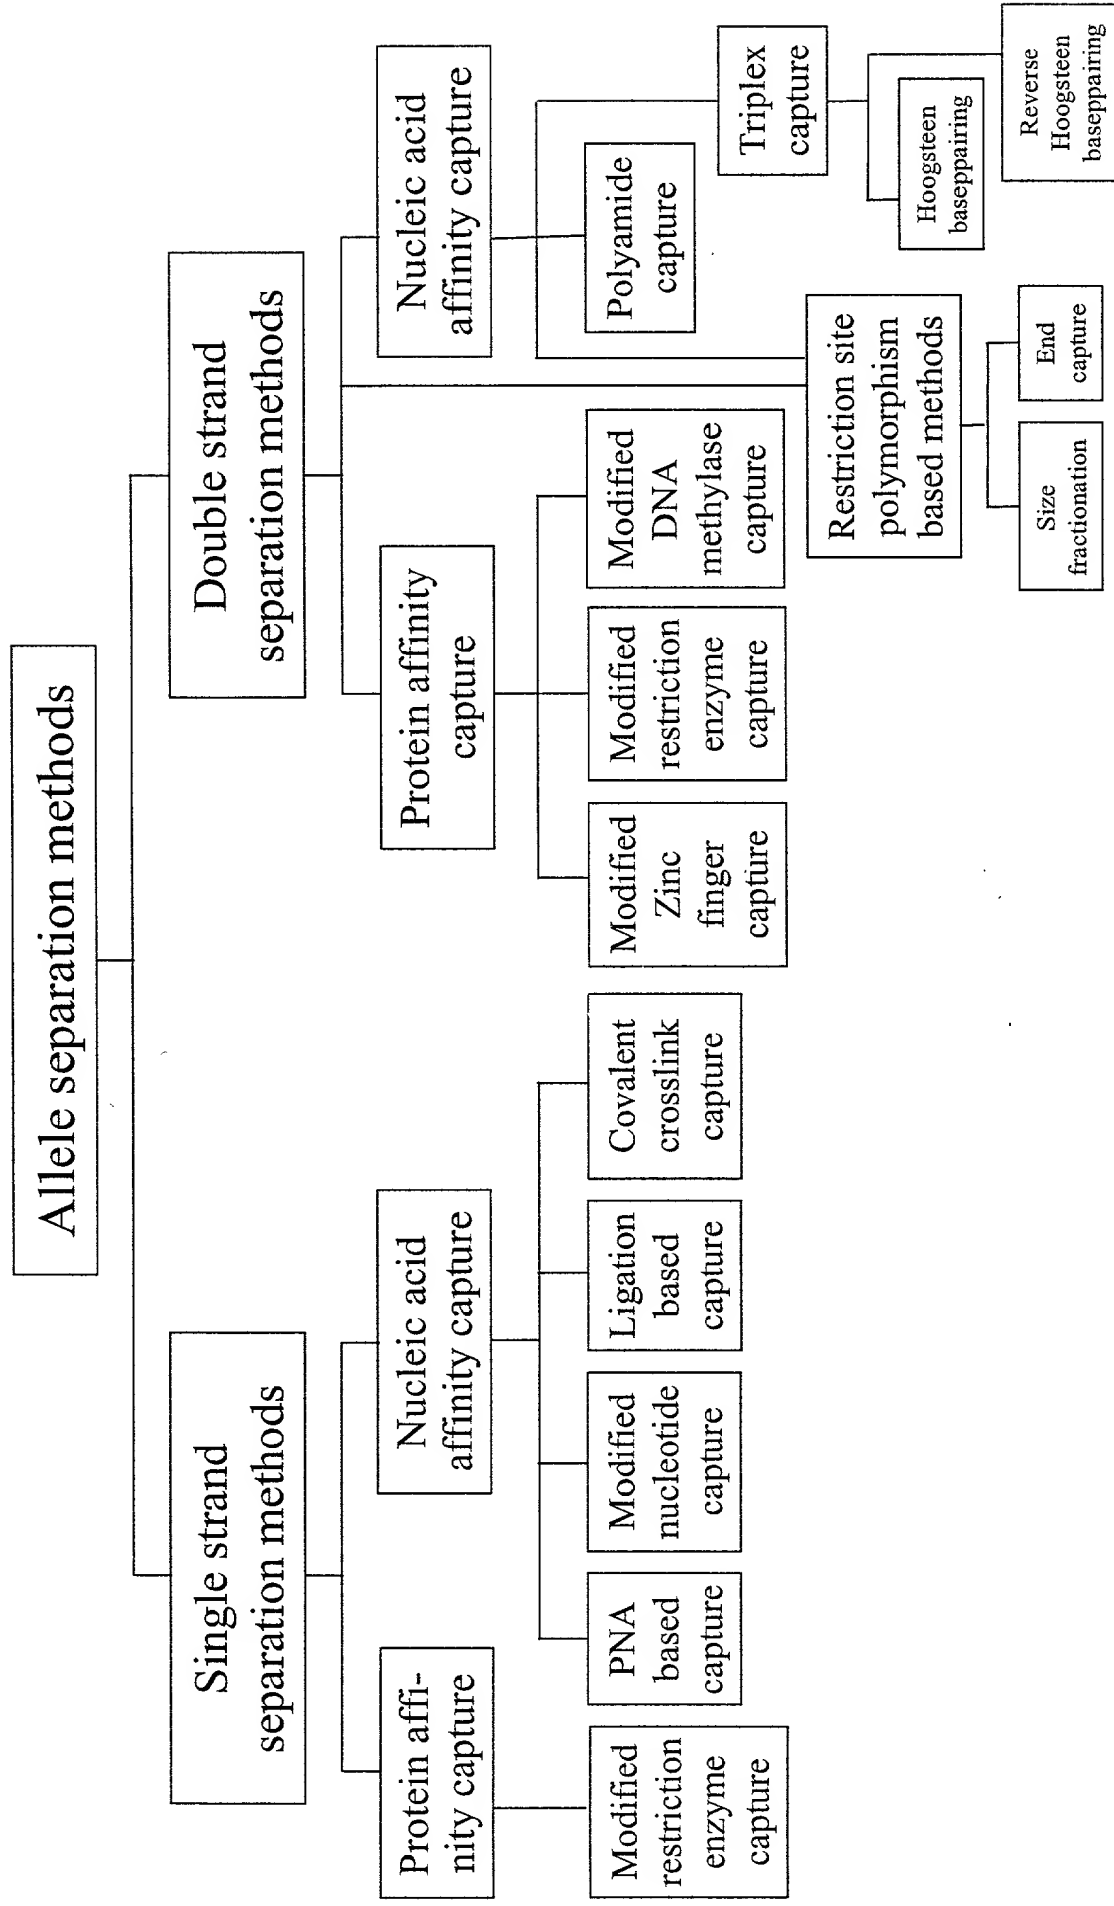 Allele separation methods
Single strand
separation methods
Double strand
separation methods
Protein affi-
nity capture
Nucleic acid
affinity capture
Protein affinity
capture
Nucleic acid
affinity capture
Modified
restriction
enzyme
capture
PNA
based
capture
Modified
nucleotide
capture
Ligation
based
capture
Covalent
crosslink
capture
Modified
Zinc
finger
capture
Modified
restriction
enzyme
capture
Modified
DNA
methylase
capture
Polyamide
capture
Triplex
capture
Restriction site
polymorphism
based methods
Hoogsteen
baseppairing
Reverse
Hoogsteen
baseppairing
Size
fractionation
End
capture